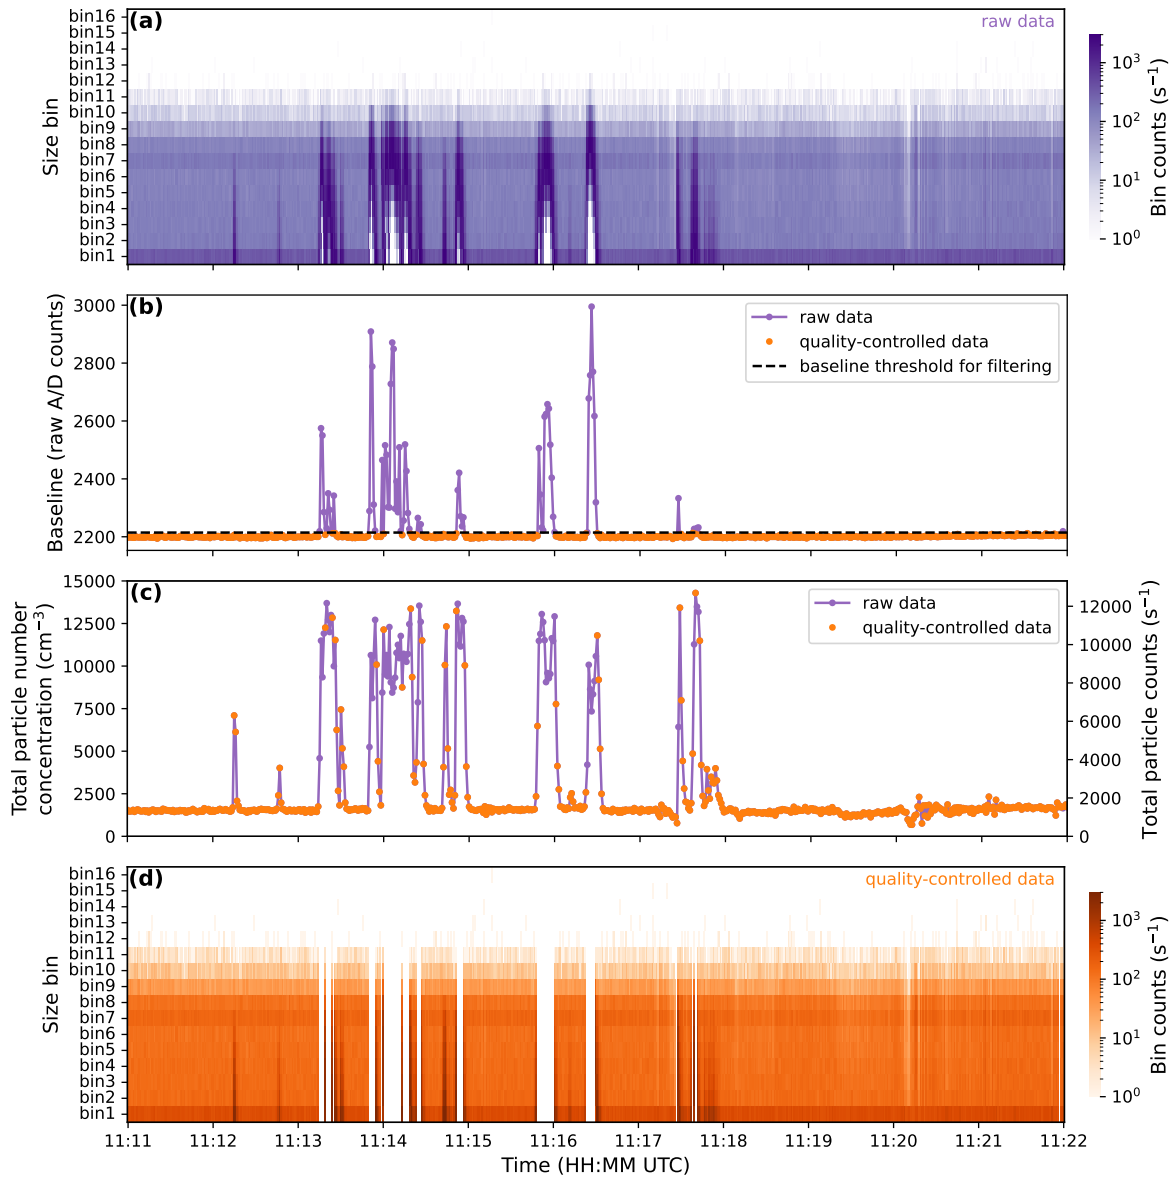 (a)
raw data
bin16
bin15
bin14
bin13
bin12
bin11
bin10
bin9
bin8
bin7
bin6
bin5
bin4
bin3
bin2
bin1
Size bin
10³
10²
10¹
10⁰
Bin counts (s⁻¹)
(b)
3000
2800
2600
2400
2200
Baseline (raw A/D counts)
raw data
quality-controlled data
baseline threshold for filtering
(c)
15000
12500
10000
7500
5000
2500
0
Total particle number
concentration (cm⁻³)
raw data
quality-controlled data
12000
10000
8000
6000
4000
2000
0
Total particle counts (s⁻¹)
(d)
quality-controlled data
bin16
bin15
bin14
bin13
bin12
bin11
bin10
bin9
bin8
bin7
bin6
bin5
bin4
bin3
bin2
bin1
Size bin
10³
10²
10¹
10⁰
Bin counts (s⁻¹)
11:11 11:12 11:13 11:14 11:15 11:16 11:17 11:18 11:19 11:20 11:21 11:22
Time (HH:MM UTC)